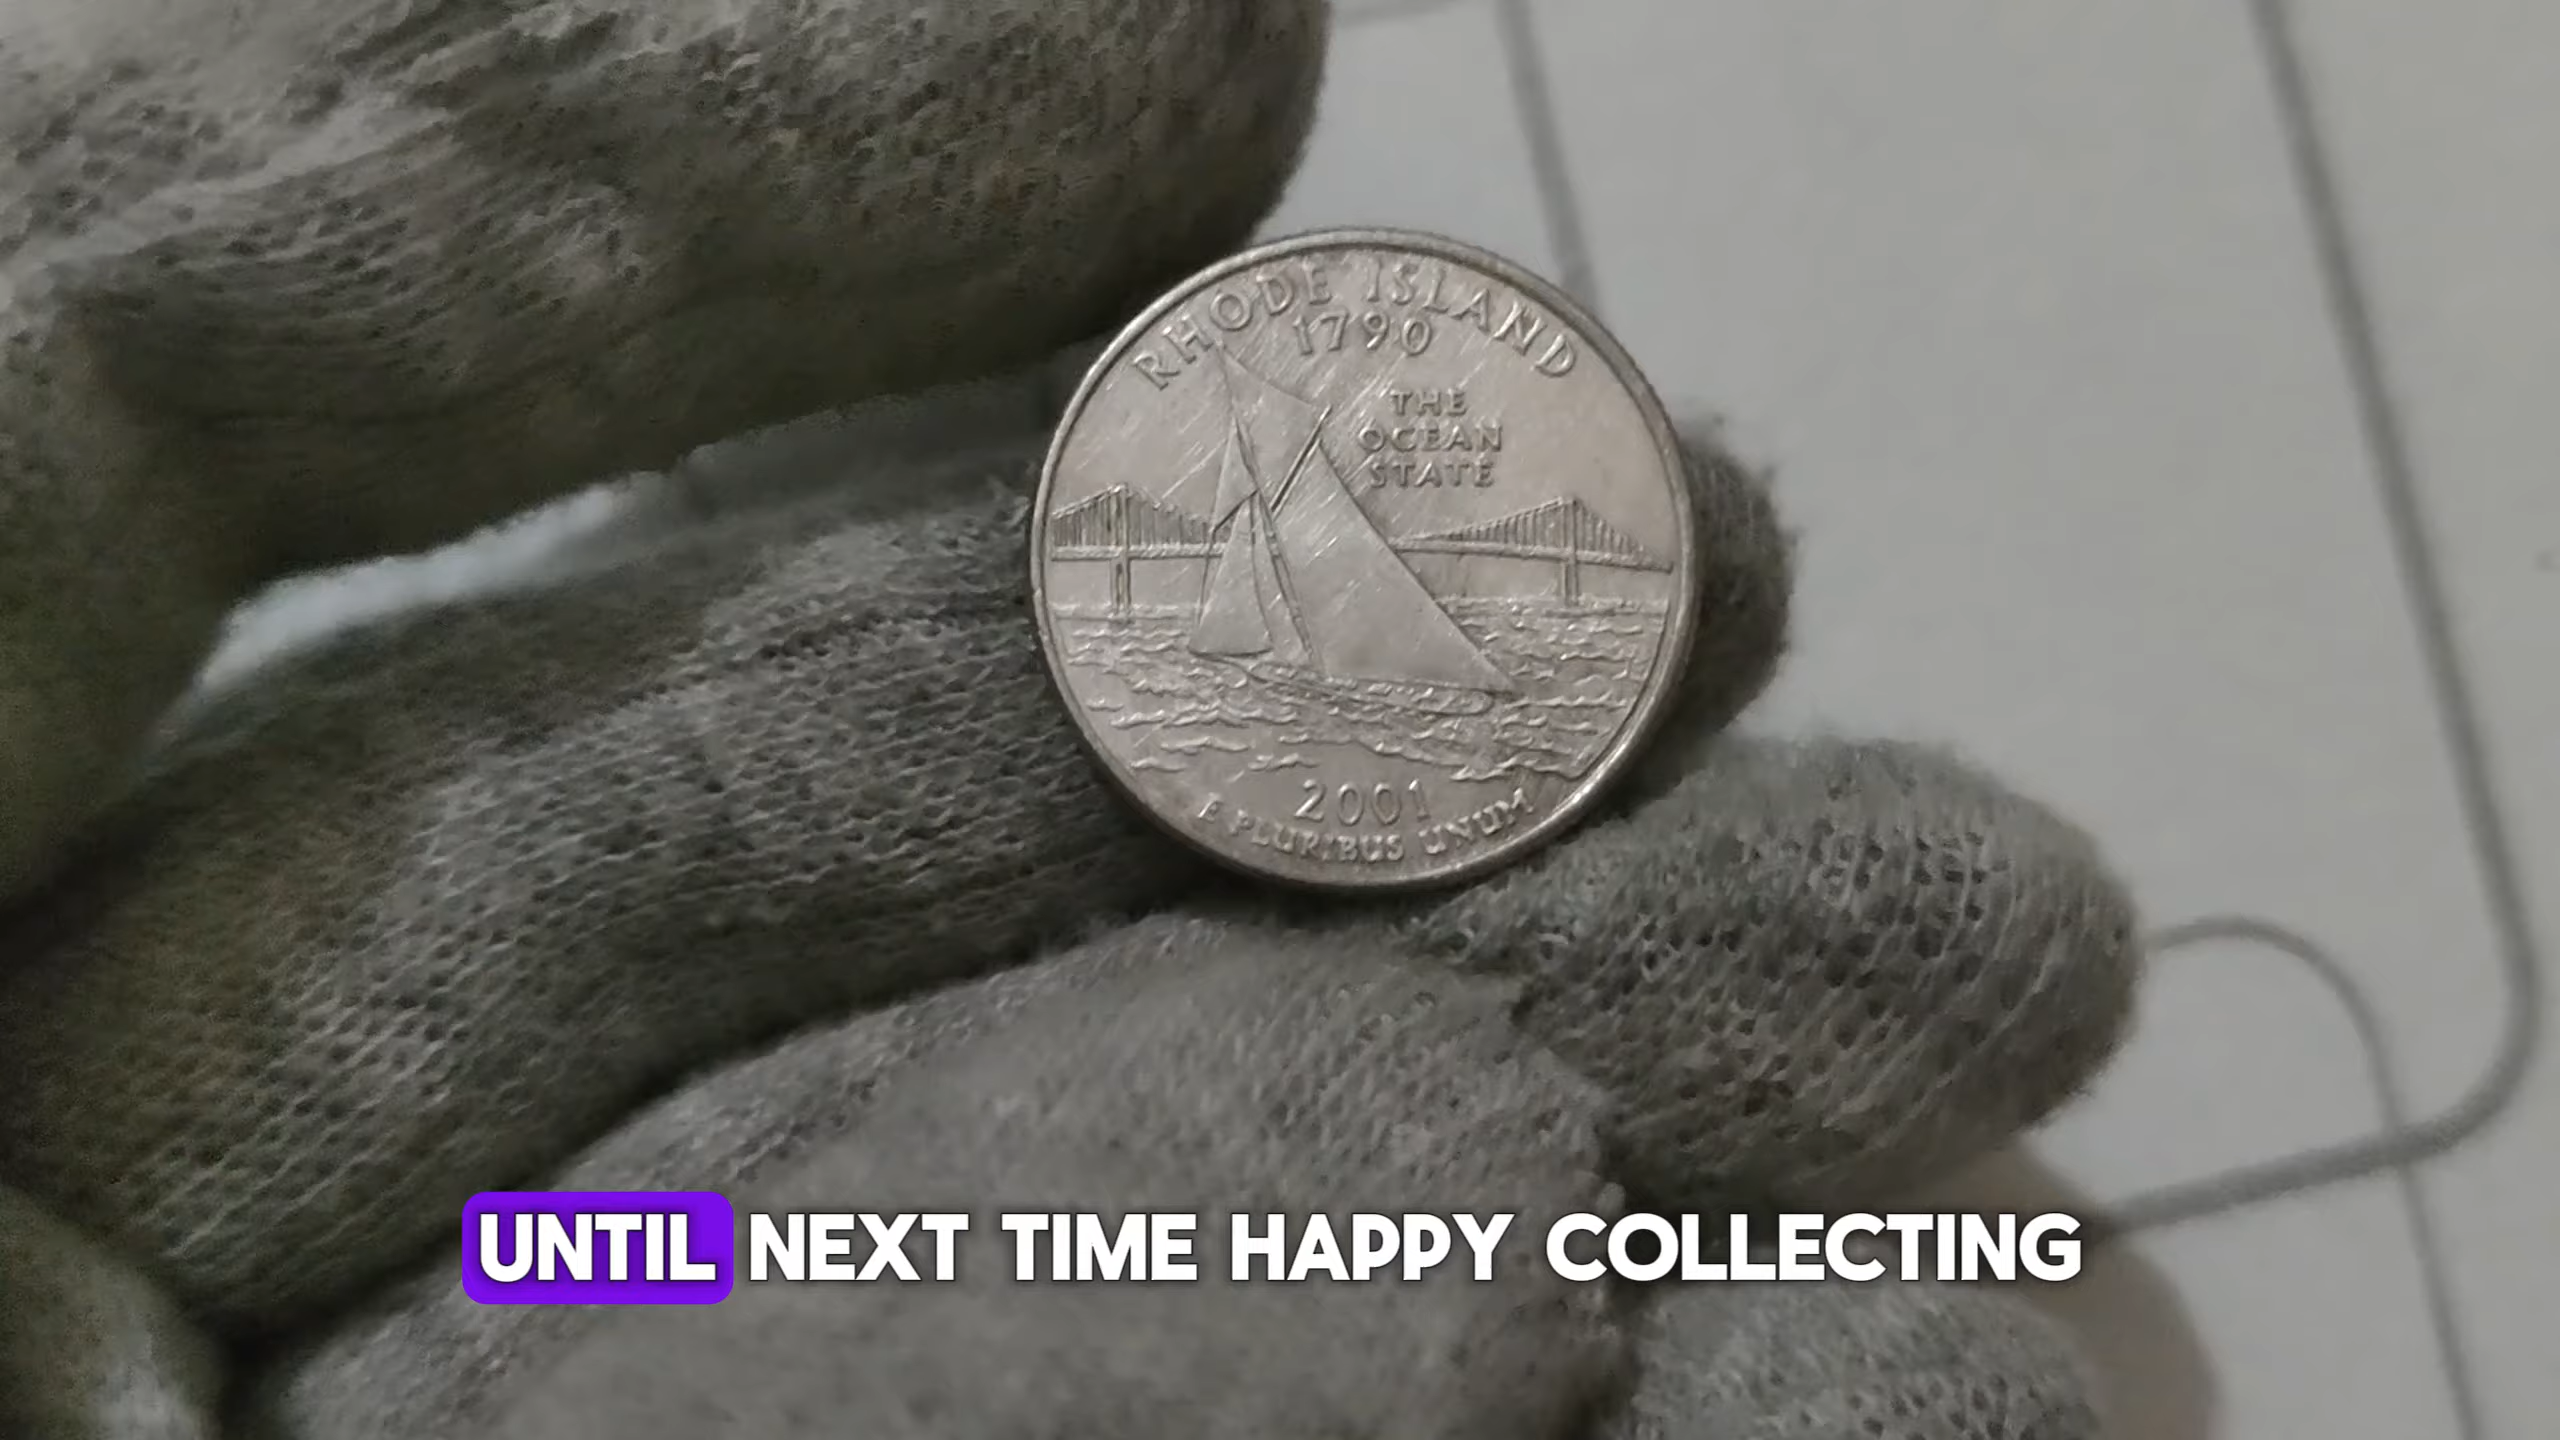 RHODE ISLAND
1790
THE
OCEAN
STATE
2001
E PLURIBUS UNUM
UNTIL NEXT TIME HAPPY COLLECTING